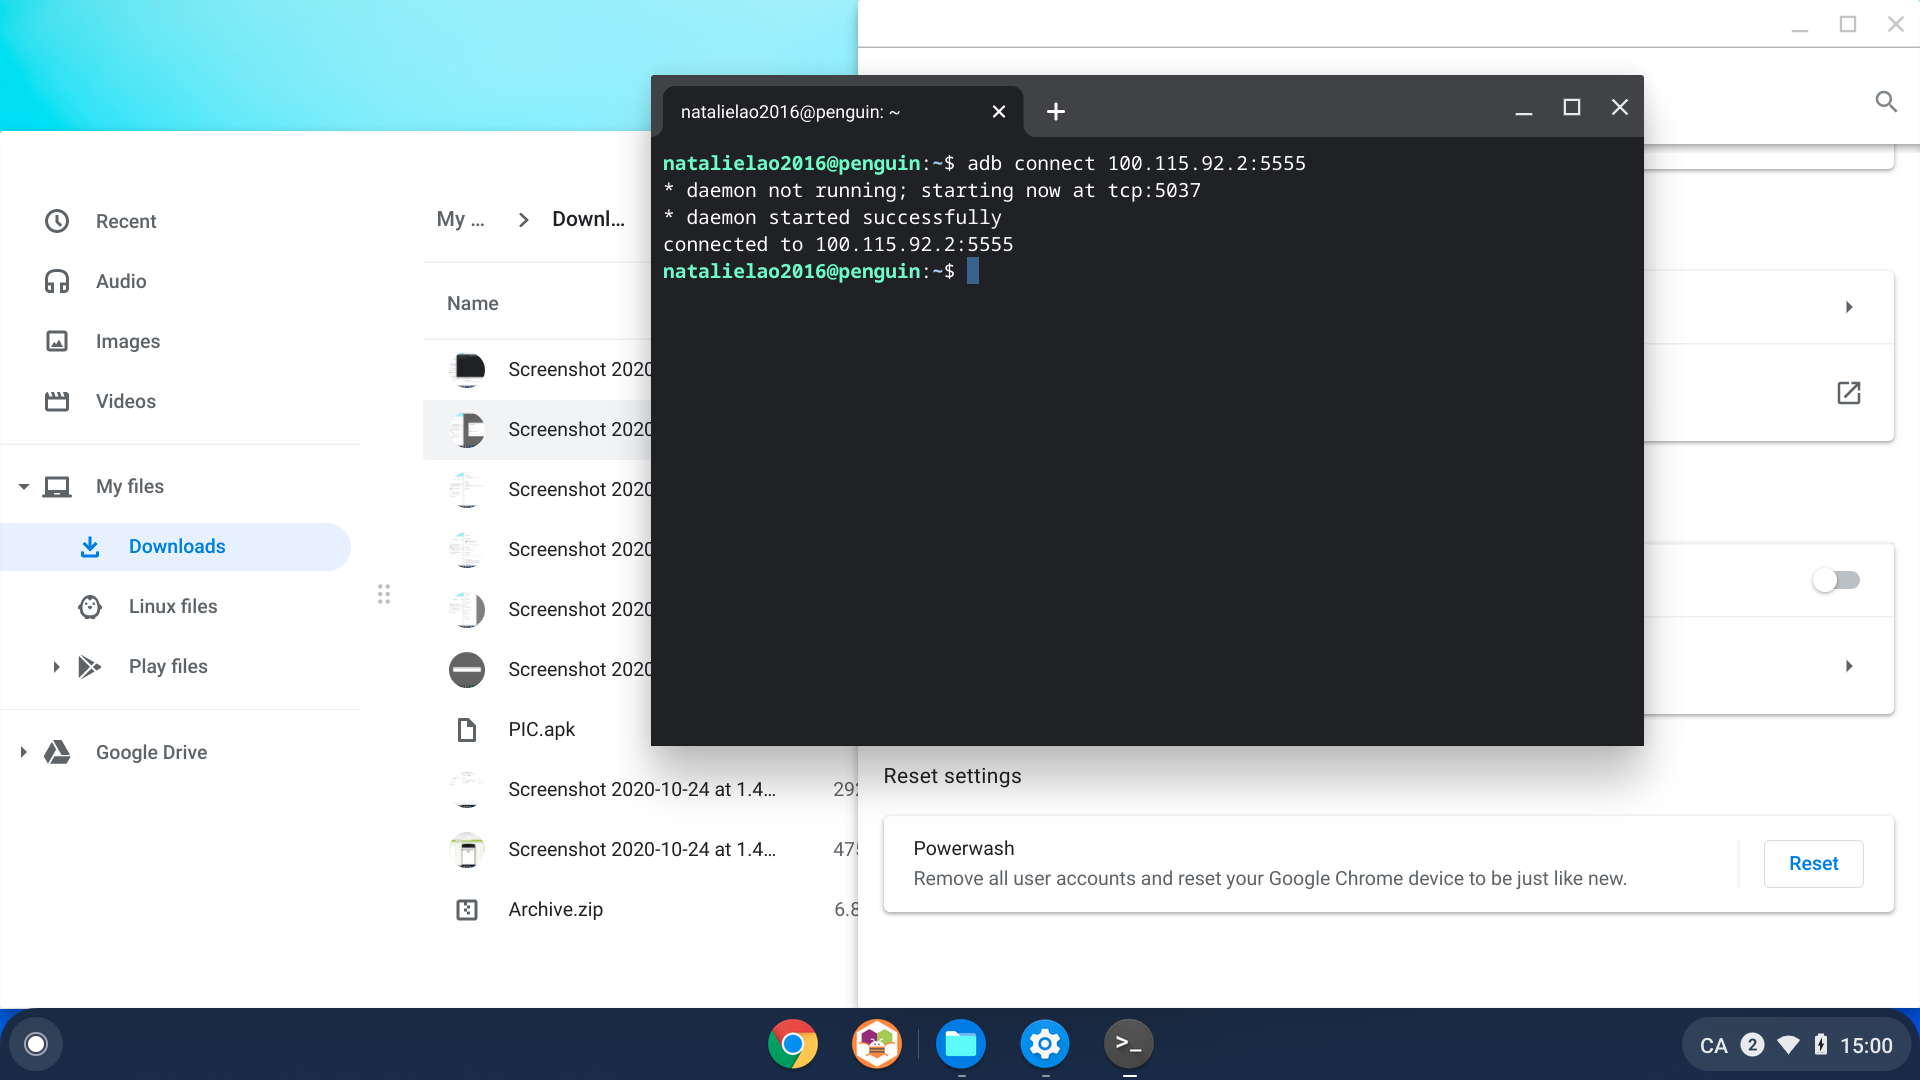 Recent
Audio
Images
Videos
My files
Downloads
Linux files
Play files
Google Drive
My ...
Downl...
Name
Screenshot 2020
Screenshot 2020
Screenshot 2020
Screenshot 2020
Screenshot 2020
Screenshot 2020
PIC.apk
Screenshot 2020-10-24 at 1.4... 292
Screenshot 2020-10-24 at 1.4... 475
Archive.zip 6.8
natalielao2016@penguin: ~
natalielao2016@penguin:~$ adb connect 100.115.92.2:5555
* daemon not running; starting now at tcp:5037
* daemon started successfully
connected to 100.115.92.2:5555
natalielao2016@penguin:~$
Reset settings
Powerwash
Remove all user accounts and reset your Google Chrome device to be just like new.
Reset
CA 2 15:00